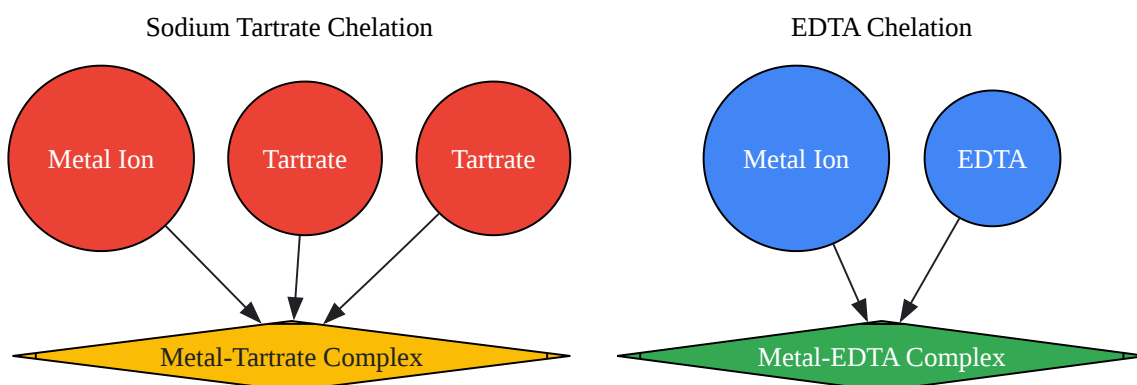 Sodium Tartrate Chelation
EDTA Chelation
Metal Ion
Tartrate
Tartrate
Metal Ion
EDTA
Metal-Tartrate Complex
Metal-EDTA Complex